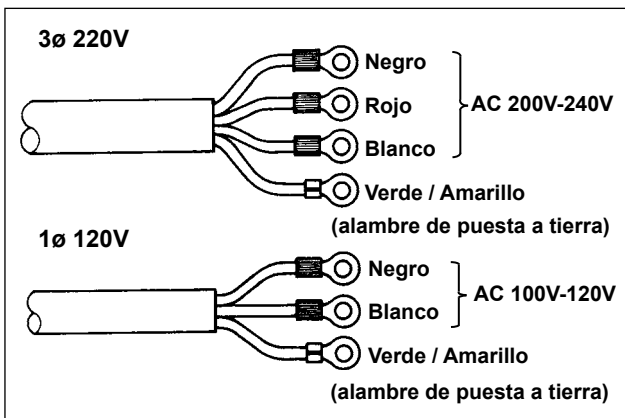 3ø 220V
Negro
Rojo
AC 200V-240V
Blanco
Verde / Amarillo
(alambre de puesta a tierra)
1ø 120V
Negro
AC 100V-120V
Blanco
Verde / Amarillo
(alambre de puesta a tierra)